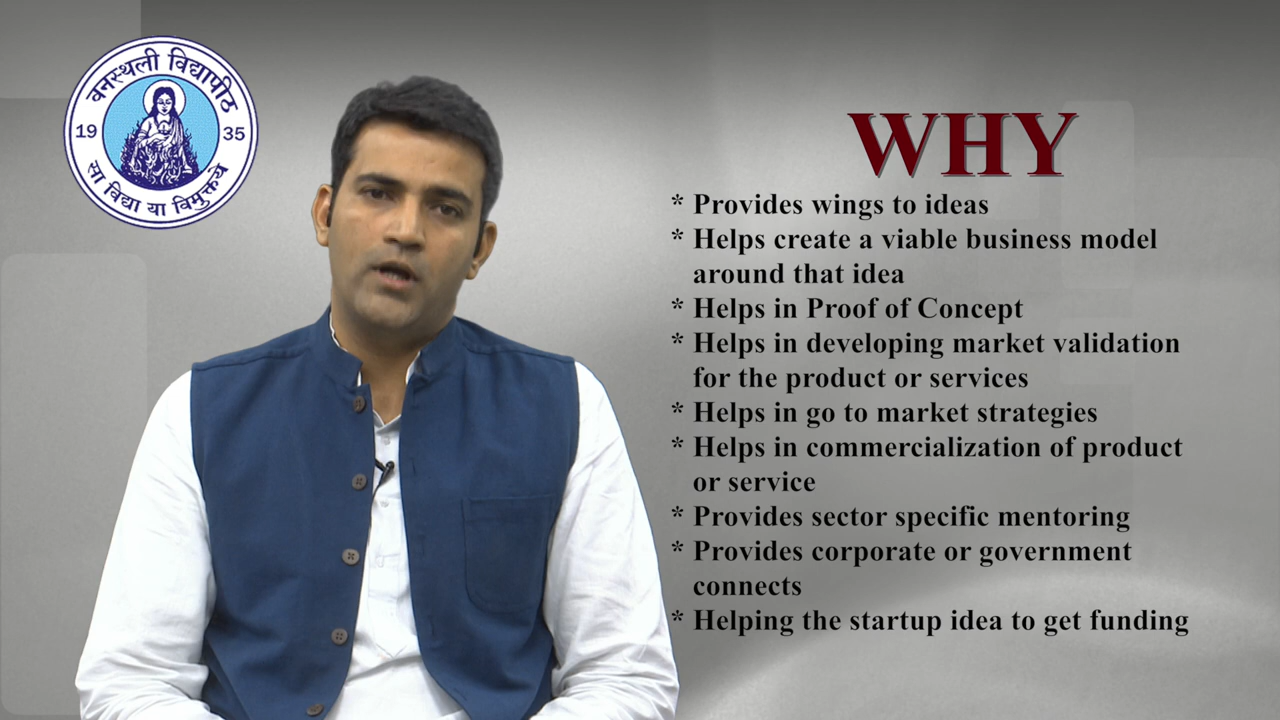 वनस्थली विद्यापीठ
19 35
सा विद्या या विमुक्तये
WHY
* Provides wings to ideas
* Helps create a viable business model
around that idea
* Helps in Proof of Concept
* Helps in developing market validation
for the product or services
* Helps in go to market strategies
* Helps in commercialization of product
or service
* Provides sector specific mentoring
* Provides corporate or government
connects
* Helping the startup idea to get funding